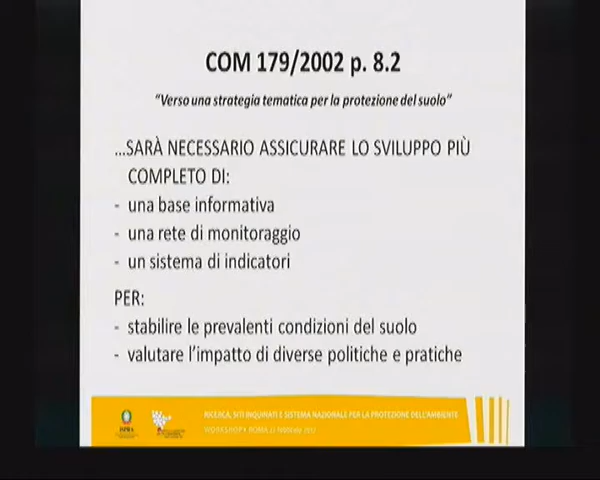 COM 179/2002 p. 8.2
“Verso una strategia tematica per la protezione del suolo”
...SARÀ NECESSARIO ASSICURARE LO SVILUPPO PIÙ
COMPLETO DI:
- una base informativa
- una rete di monitoraggio
- un sistema di indicatori
PER:
- stabilire le prevalenti condizioni del suolo
- valutare l’impatto di diverse politiche e pratiche
RICERCA, SITI INQUINATI E SISTEMA NAZIONALE PER LA PROTEZIONE DELL'AMBIENTE
WORKSHOP ROMA
ISPRA